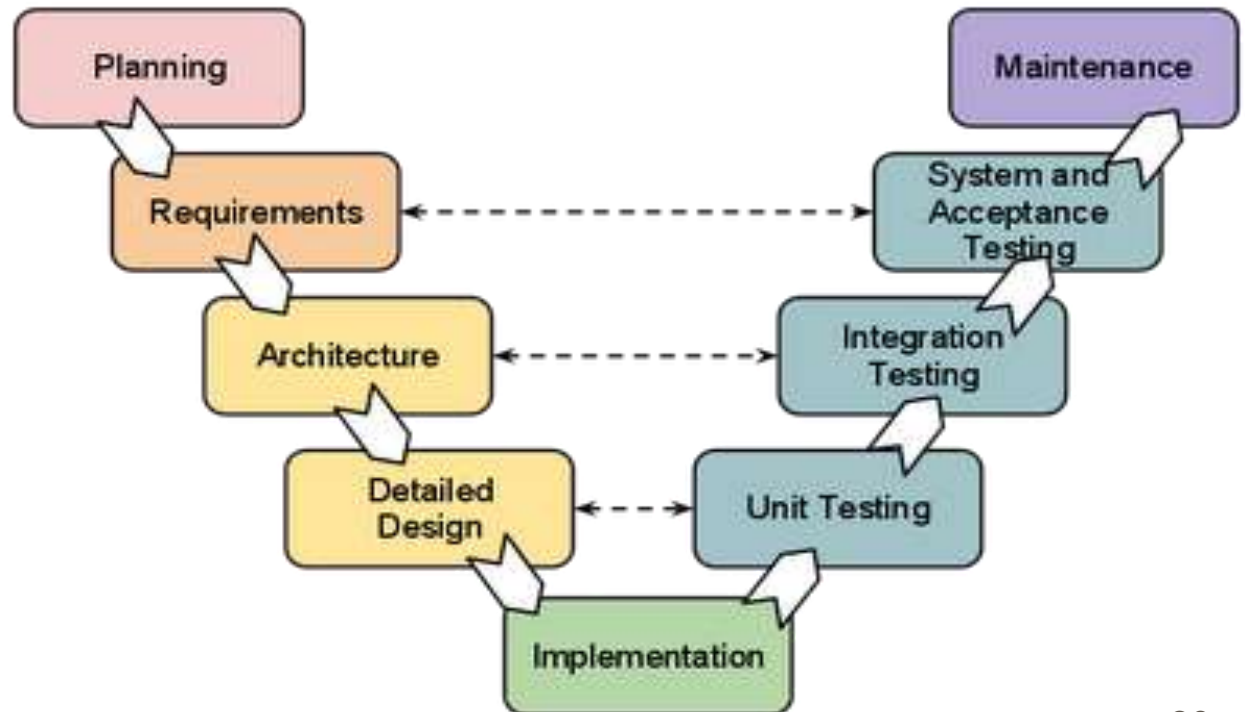 Planning
Maintenance
Requirements
System and
Acceptance
Testing
Architecture
Integration
Testing
Detailed
Design
Unit Testing
Implementation